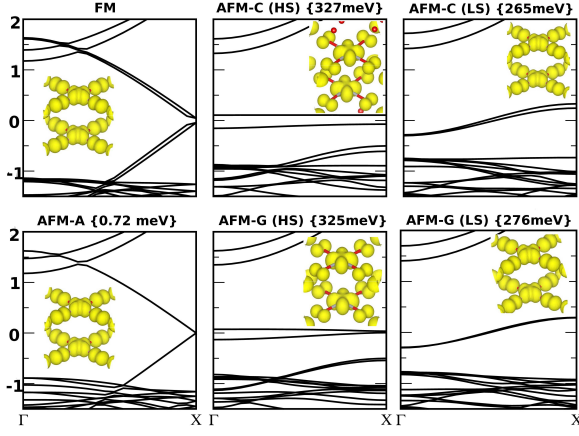 FM
AFM-C (HS) {327meV}
AFM-C (LS) {265meV}
2
1
0
-1
AFM-A {0.72 meV}
AFM-G (HS) {325meV}
AFM-G (LS) {276meV}
2
1
0
-1
Γ
X
Γ
X
Γ
X